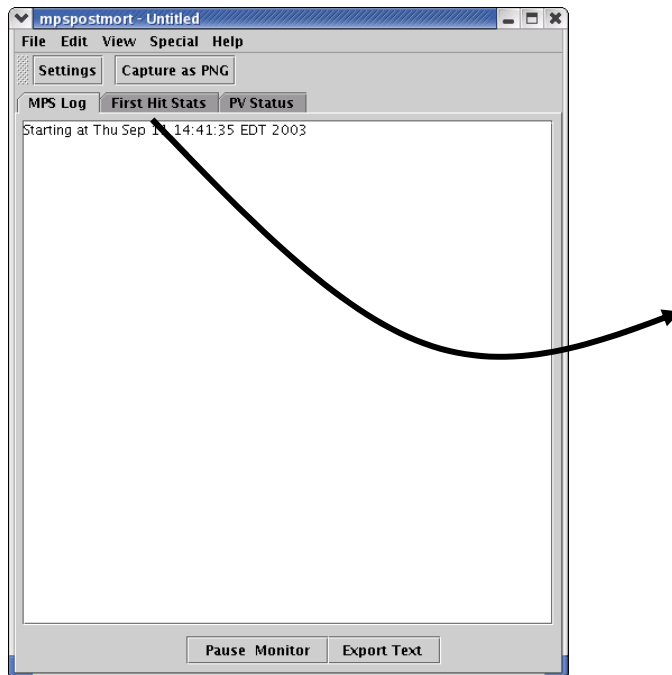 mpspostmort - Untitled
File Edit View Special Help
Settings Capture as PNG
MPS Log First Hit Stats PV Status
Starting at Thu Sep 11 14:41:35 EDT 2003
Pause Monitor Export Text